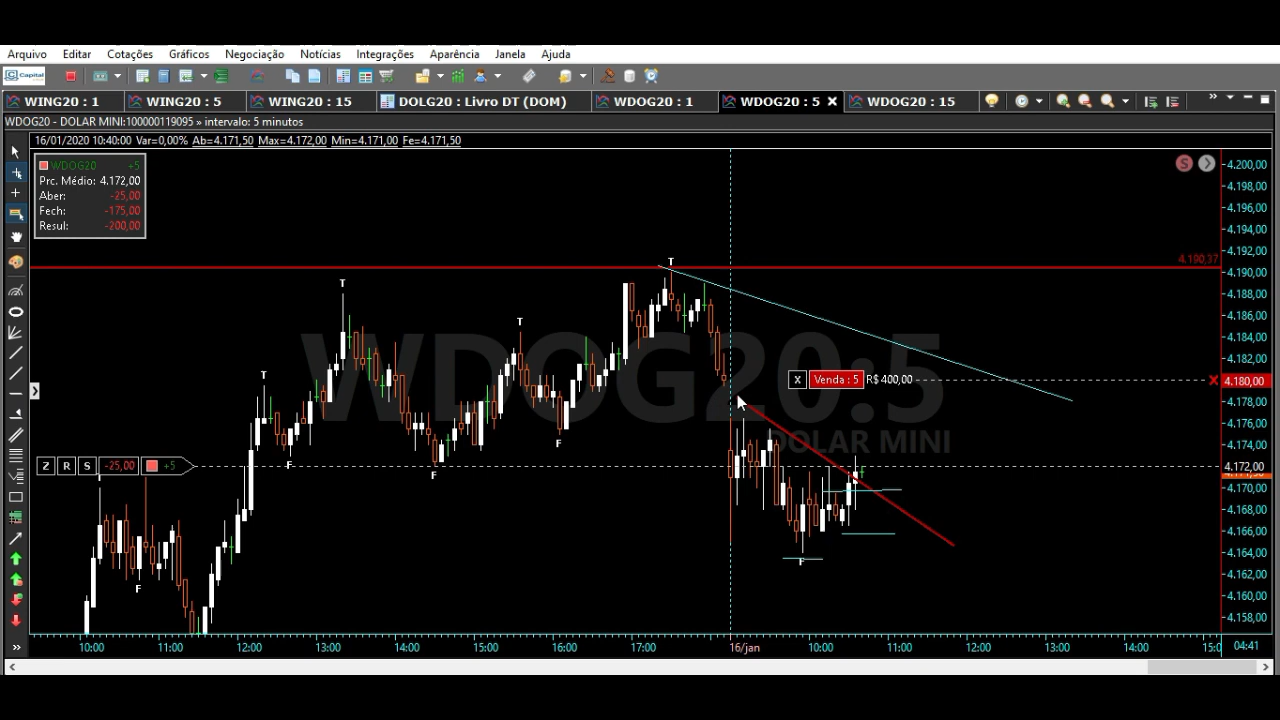 Arquivo Editar Cotações Gráficos Negociação Notícias Integrações Aparência Janela Ajuda
Capital
WING20 : 1 WING20 : 5 WING20 : 15 DOLG20 : Livro DT (DOM) WDOG20 : 1 WDOG20 : 5 WDOG20 : 15
WDOG20 - DOLAR MINI:100000119095 » intervalo: 5 minutos
16/01/2020 10:40:00 Var=0,00% Ab=4.171,50 Max=4.172,00 Min=4.171,00 Fe=4.171,50
WDOG20 +5
Prc. Médio: 4.172,00
Aber: -25,00
Fech: -175,00
Resul: -200,00
S
4.200,00
4.198,00
4.196,00
4.194,00
4.192,00
4.190,37
4.190,00
4.188,00
4.186,00
4.184,00
4.182,00
X Venda : 5 R$ 400,00
4.180,00
4.178,00
4.176,00
4.174,00
Z R S -25,00 +5
4.172,00
4.170,00
4.168,00
4.166,00
4.164,00
4.162,00
4.160,00
4.158,00
T
T
T
T
T
F
F
F
F
F
WDOG20:5
DOLAR MINI
10:00 11:00 12:00 13:00 14:00 15:00 16:00 17:00 16/jan 10:00 11:00 12:00 13:00 14:00 15:0 04:41